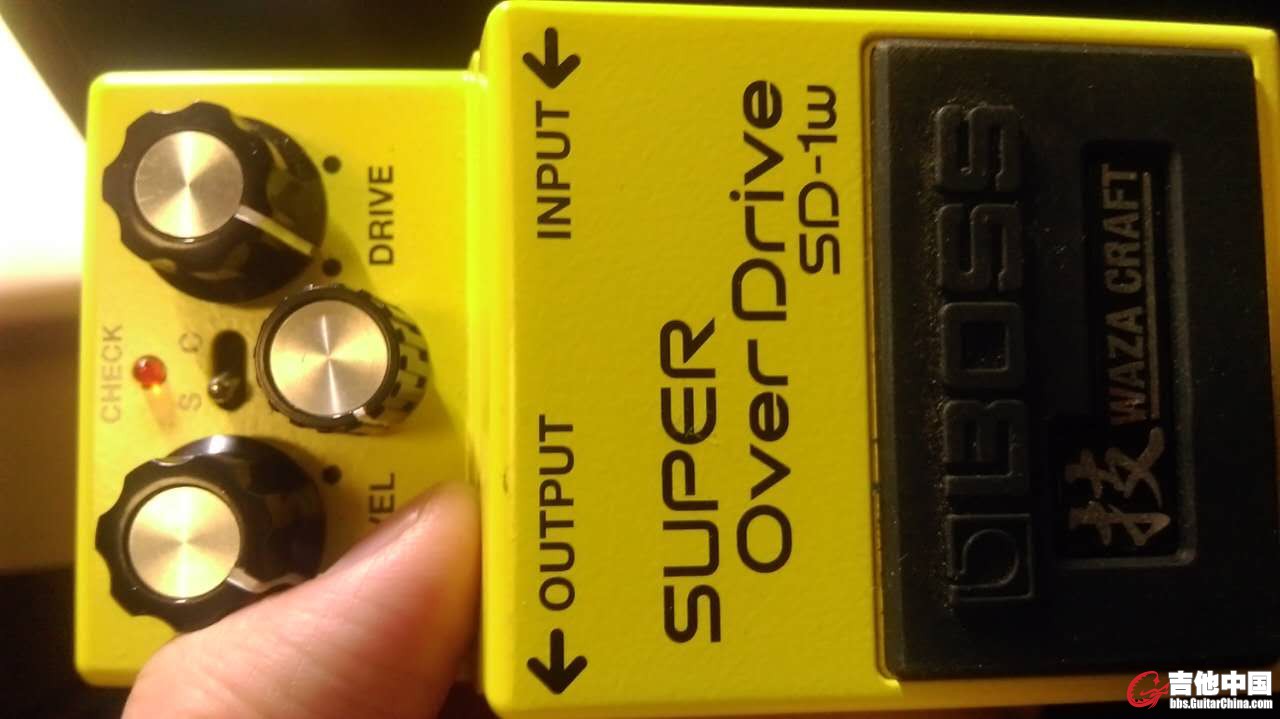 CHECK
S C
LEVEL
DRIVE
← OUTPUT
INPUT ←
SUPER
Over Drive
SD-1w
BOSS
技 WAZA CRAFT
吉他中国
bbs.GuitarChina.com